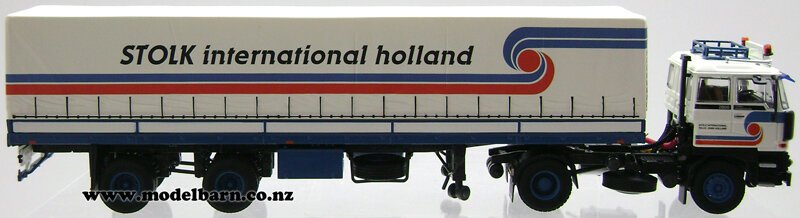 STOLK international holland
www.modelbarn.co.nz